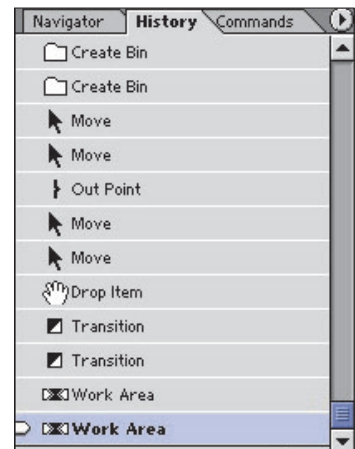 Navigator History Commands
Create Bin
Create Bin
Move
Move
Out Point
Move
Move
Drop Item
Transition
Transition
Work Area
Work Area